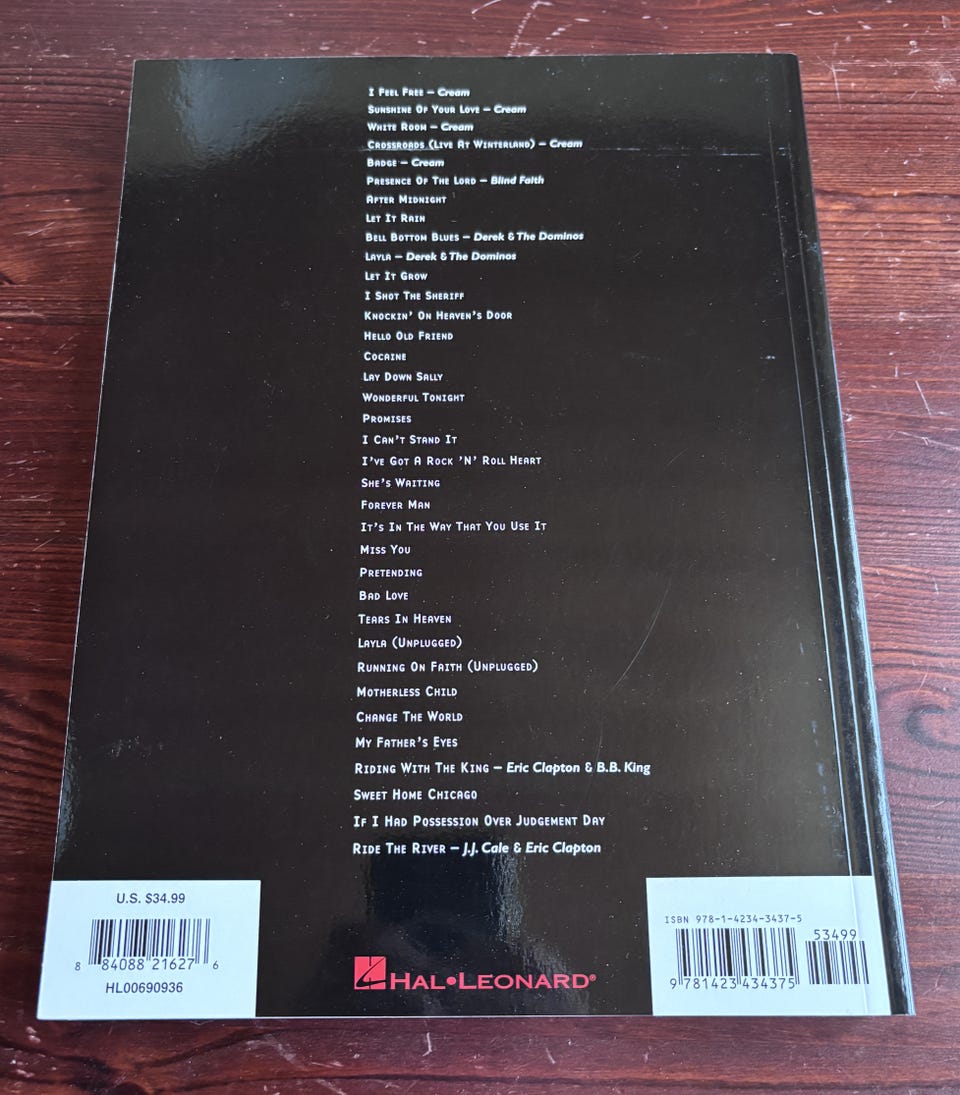 I Feel Free – Cream
Sunshine Of Your Love – Cream
White Room – Cream
Crossroads (Live At Winterland) – Cream
Badge – Cream
Presence Of The Lord – Blind Faith
After Midnight
Let It Rain
Bell Bottom Blues – Derek & The Dominos
Layla – Derek & The Dominos
Let It Grow
I Shot The Sheriff
Knockin' On Heaven's Door
Hello Old Friend
Cocaine
Lay Down Sally
Wonderful Tonight
Promises
I Can't Stand It
I've Got A Rock 'N' Roll Heart
She's Waiting
Forever Man
It's In The Way That You Use It
Miss You
Pretending
Bad Love
Tears In Heaven
Layla (Unplugged)
Running On Faith (Unplugged)
Motherless Child
Change The World
My Father's Eyes
Riding With The King – Eric Clapton & B.B. King
Sweet Home Chicago
If I Had Possession Over Judgement Day
Ride The River – J.J. Cale & Eric Clapton
U.S. $34.99
8 84088 21627 6
HL00690936
HAL•LEONARD®
ISBN 978-1-4234-3437-5
53499
9 781423 434375